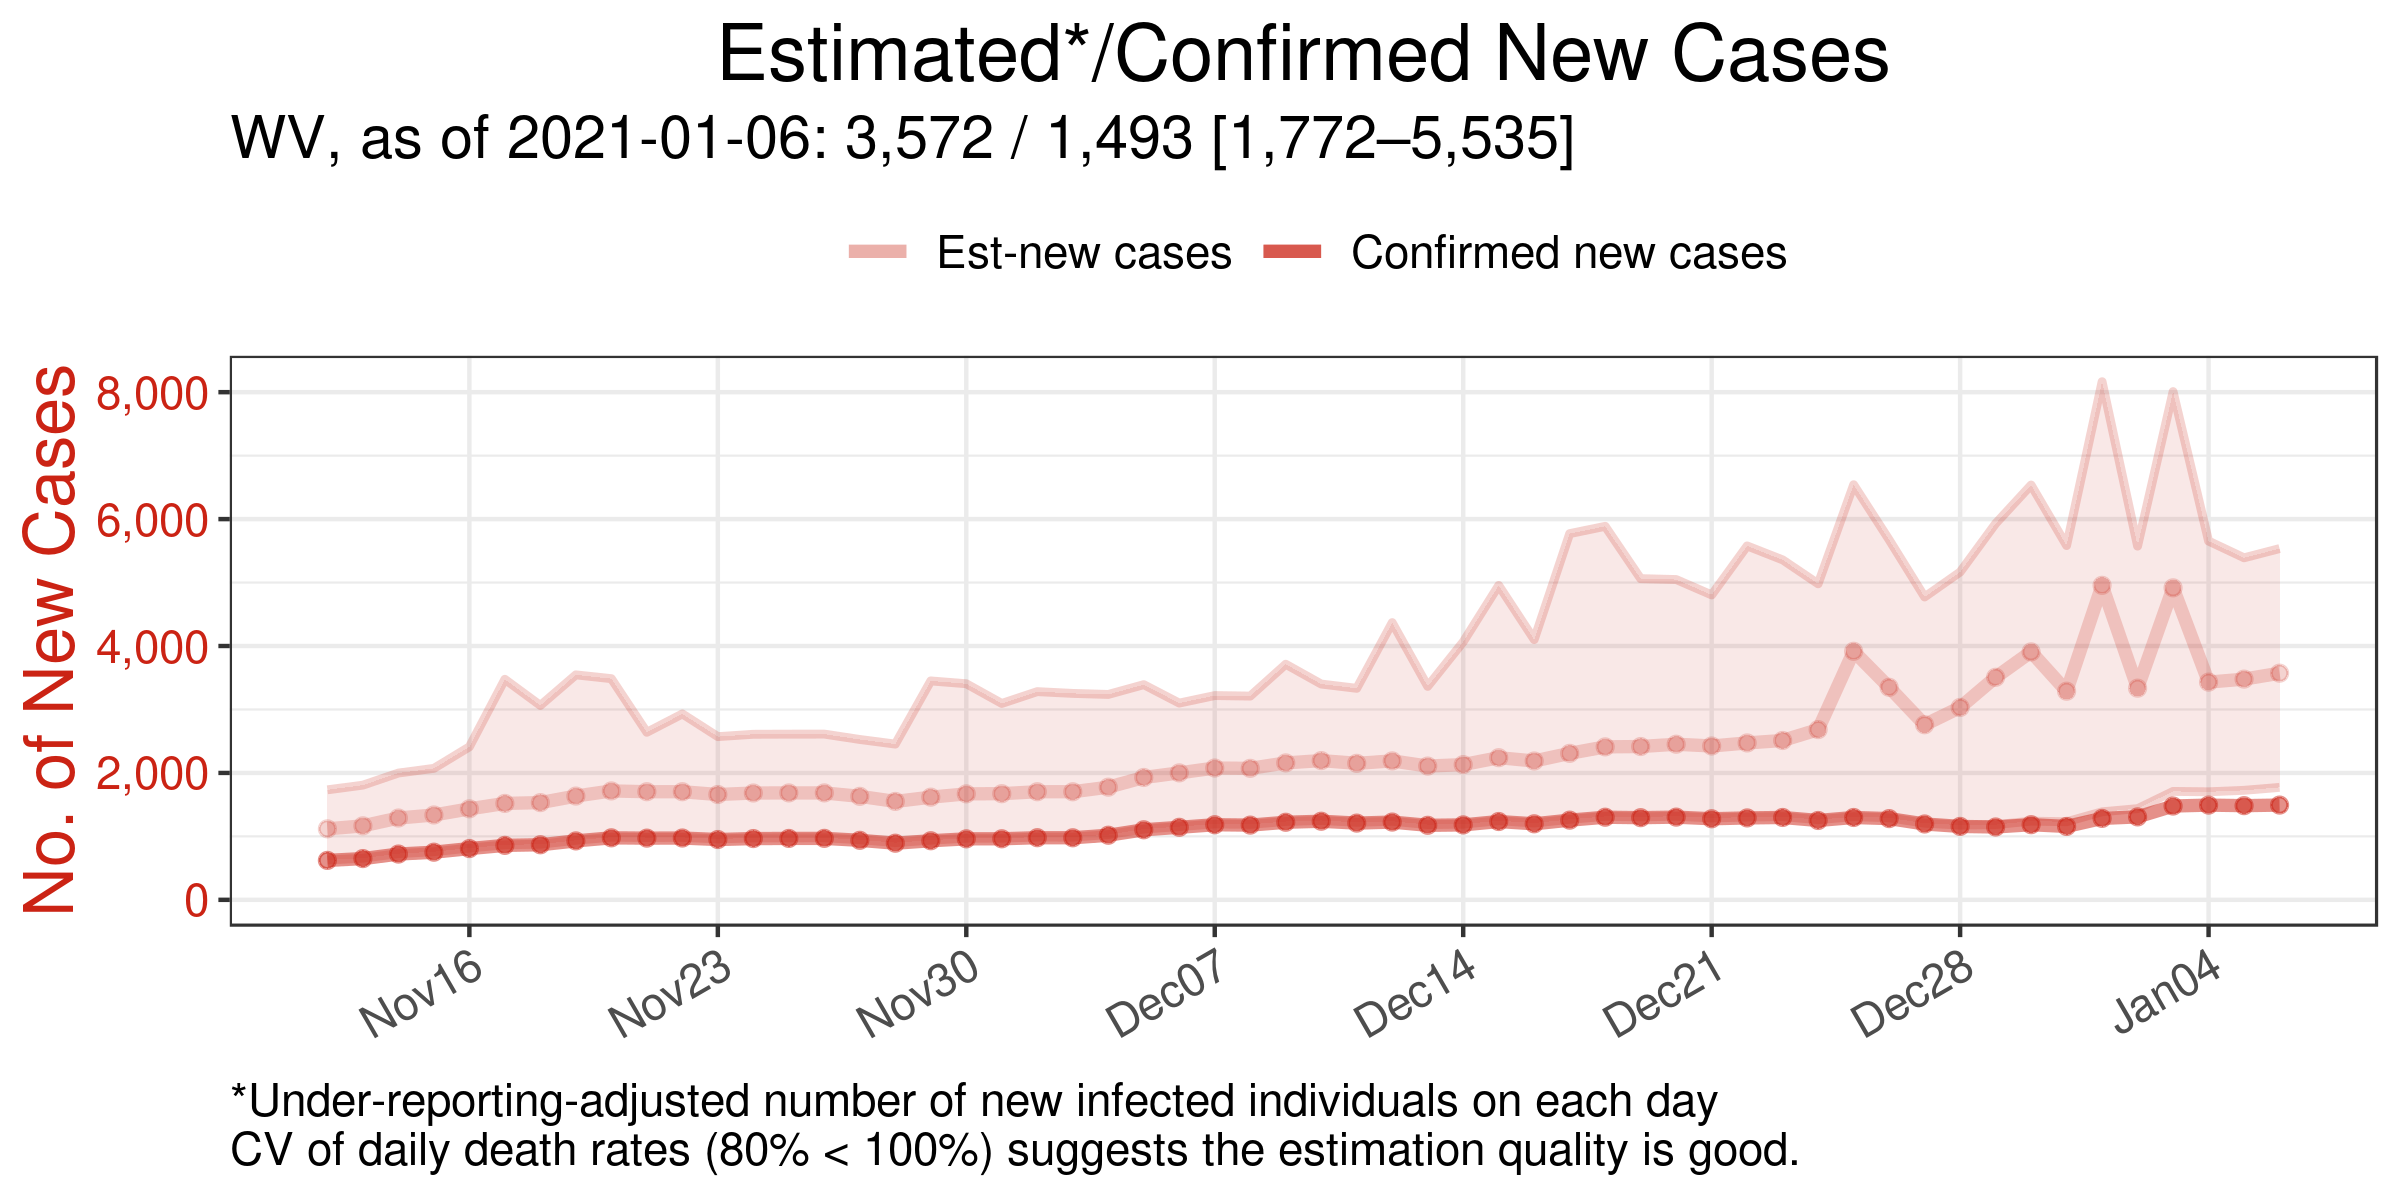 Estimated*/Confirmed New Cases
WV, as of 2021-01-06: 3,572 / 1,493 [1,772–5,535]
Est-new cases Confirmed new cases
No. of New Cases
8,000
6,000
4,000
2,000
0
Nov16 Nov23 Nov30 Dec07 Dec14 Dec21 Dec28 Jan04
*Under-reporting-adjusted number of new infected individuals on each day
CV of daily death rates (80% < 100%) suggests the estimation quality is good.